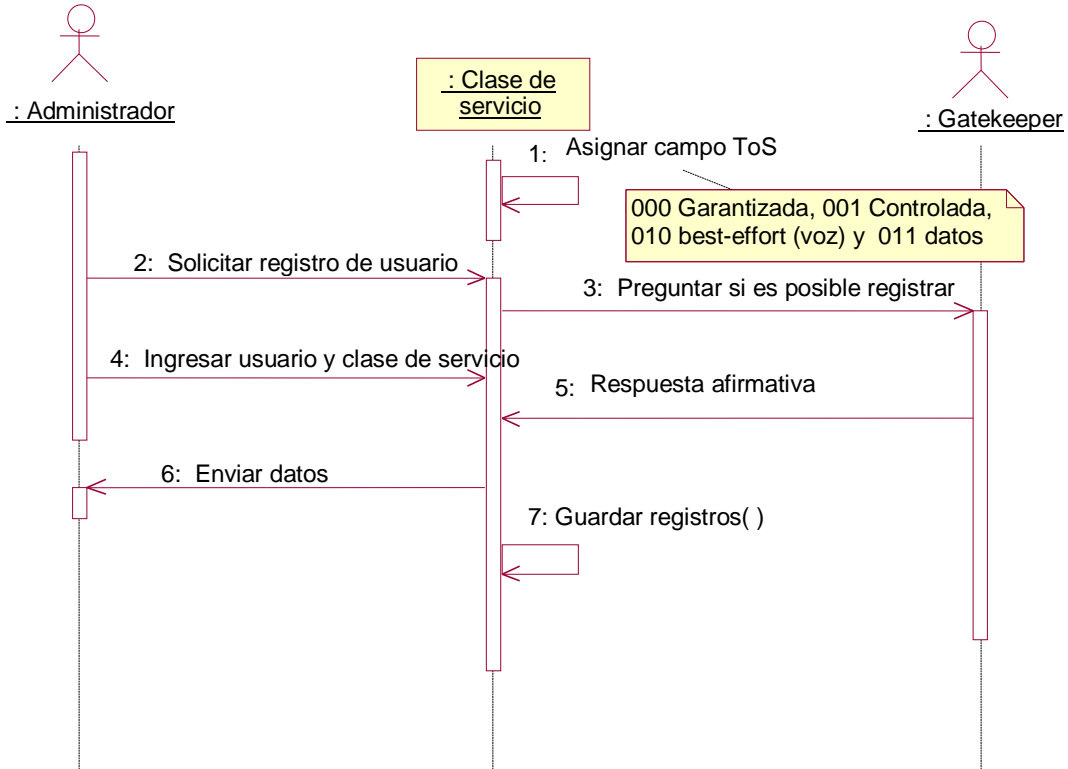 : Administrador
: Clase de
servicio
: Gatekeeper
1: Asignar campo ToS
000 Garantizada, 001 Controlada,
010 best-effort (voz) y 011 datos
2: Solicitar registro de usuario
3: Preguntar si es posible registrar
4: Ingresar usuario y clase de servicio
5: Respuesta afirmativa
6: Enviar datos
7: Guardar registros( )